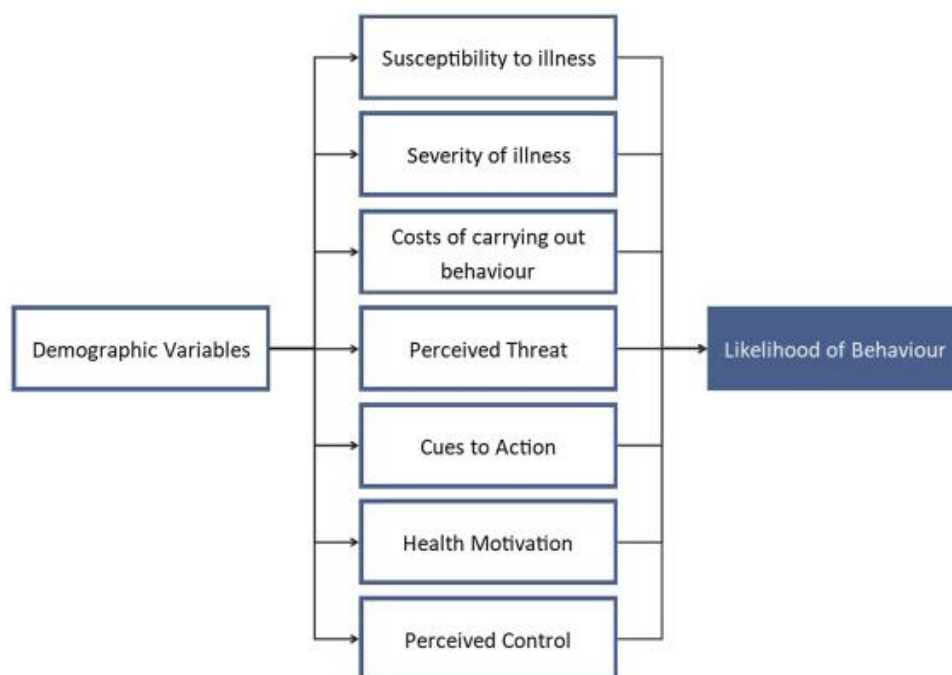 Susceptibility to illness
Severity of illness
Costs of carrying out
behaviour
Demographic Variables
Perceived Threat
Likelihood of Behaviour
Cues to Action
Health Motivation
Perceived Control